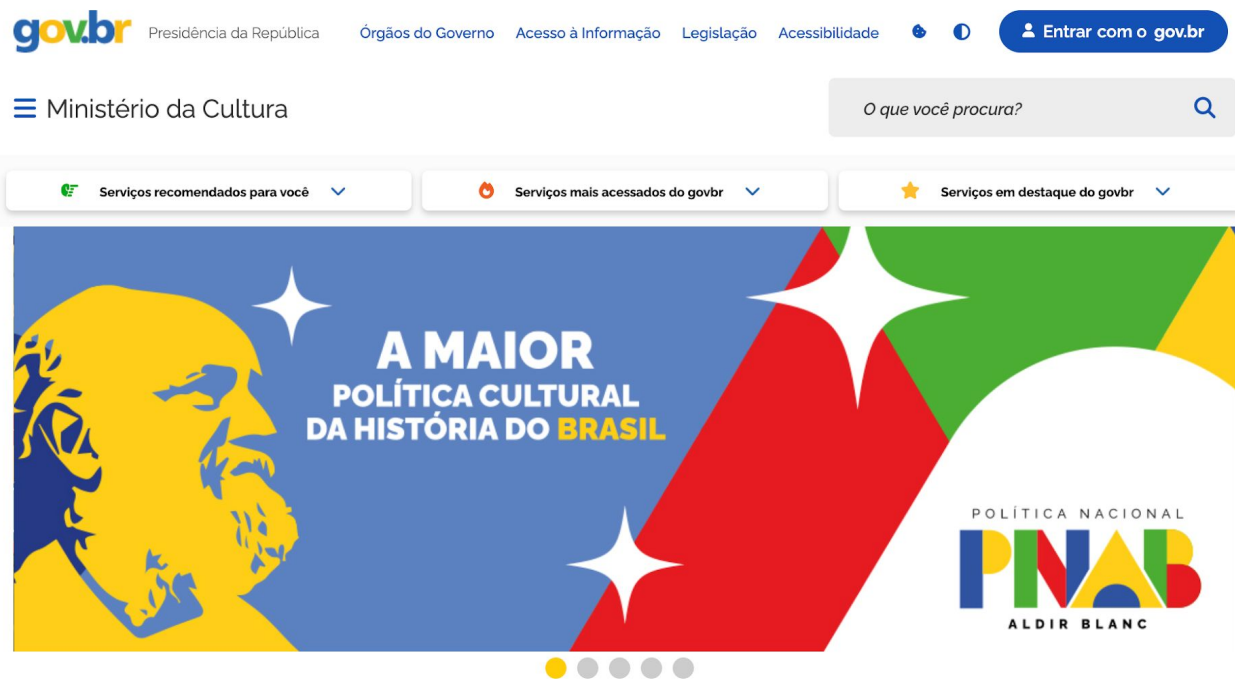 gov.br Presidência da República Órgãos do Governo Acesso à Informação Legislação Acessibilidade Entrar com o gov.br
Ministério da Cultura O que você procura?
Serviços recomendados para você Serviços mais acessados do govbr Serviços em destaque do govbr
A MAIOR
POLÍTICA CULTURAL
DA HISTÓRIA DO BRASIL
POLÍTICA NACIONAL
PNAB
ALDIR BLANC